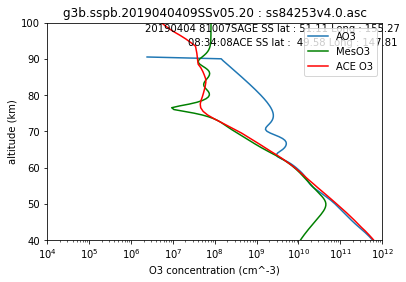 g3b.sspb.2019040409SSv05.20 : ss84253v4.0.asc
20190404 81007SAGE SS lat : 51.11 Long : 155.27
08:34:08ACE SS lat : 49.58 Long : 147.81
AO3
MesO3
ACE O3
100
90
80
70
60
50
40
altitude (km)
10^4 10^5 10^6 10^7 10^8 10^9 10^10 10^11 10^12
O3 concentration (cm^-3)